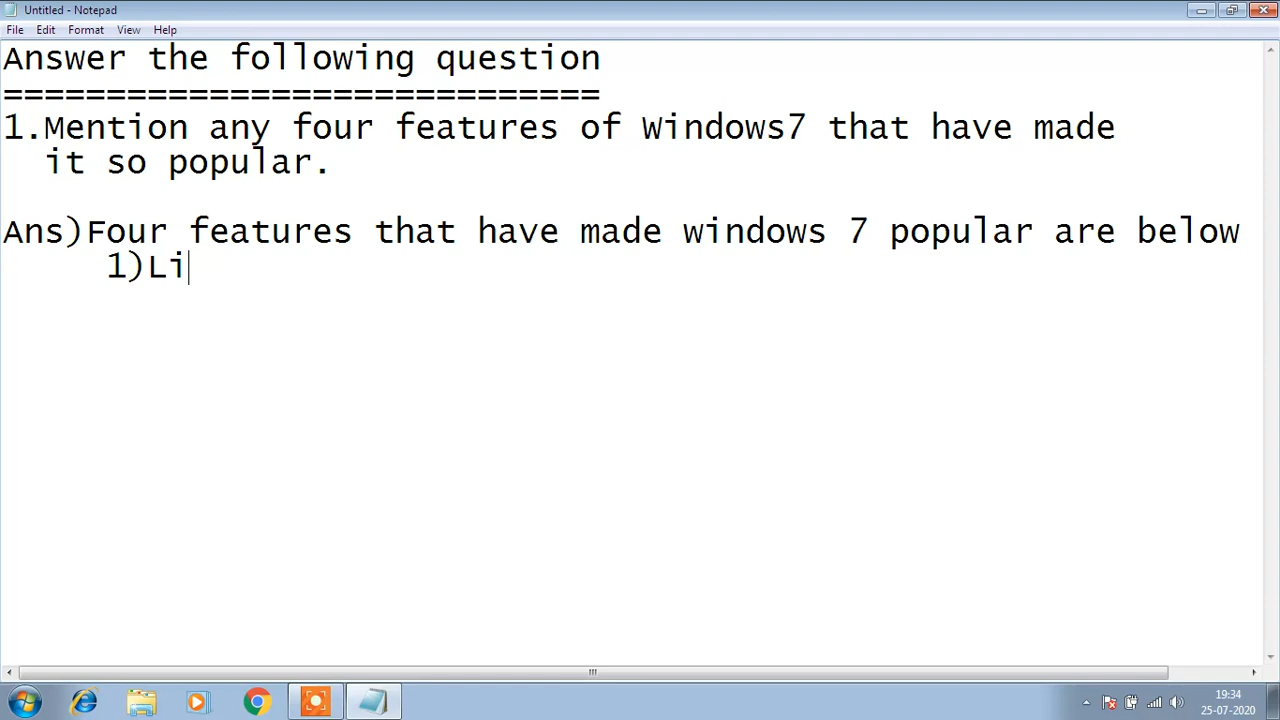 Untitled - Notepad
File Edit Format View Help
Answer the following question
=============================
1.Mention any four features of Windows7 that have made
it so popular.
Ans)Four features that have made windows 7 popular are below
1)Li
19:34
25-07-2020